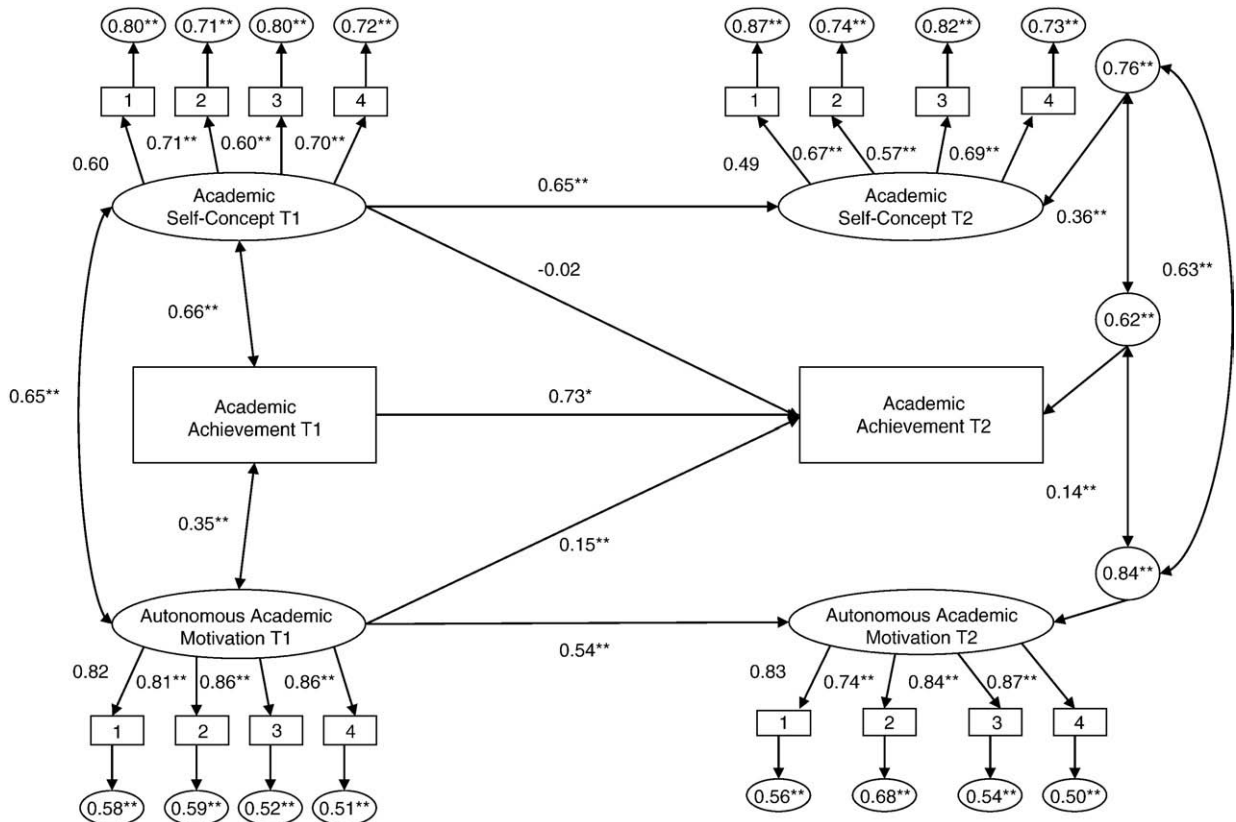 0.80** 0.71** 0.80** 0.72** 0.87** 0.74** 0.82** 0.73**
0.76**
1 2 3 4 1 2 3 4
0.71** 0.60** 0.70** 0.67** 0.57** 0.69**
0.60 0.49
Academic
Self-Concept T1
0.65**
Academic
Self-Concept T2
0.36**
-0.02
0.63**
0.66**
0.62**
0.65**
Academic
Achievement T1
0.73*
Academic
Achievement T2
0.14**
0.35**
0.15**
0.84**
Autonomous Academic
Motivation T1
0.54**
Autonomous Academic
Motivation T2
0.82 0.81** 0.86** 0.86** 0.83 0.74** 0.84** 0.87**
1 2 3 4 1 2 3 4
0.58** 0.59** 0.52** 0.51** 0.56** 0.68** 0.54** 0.50**